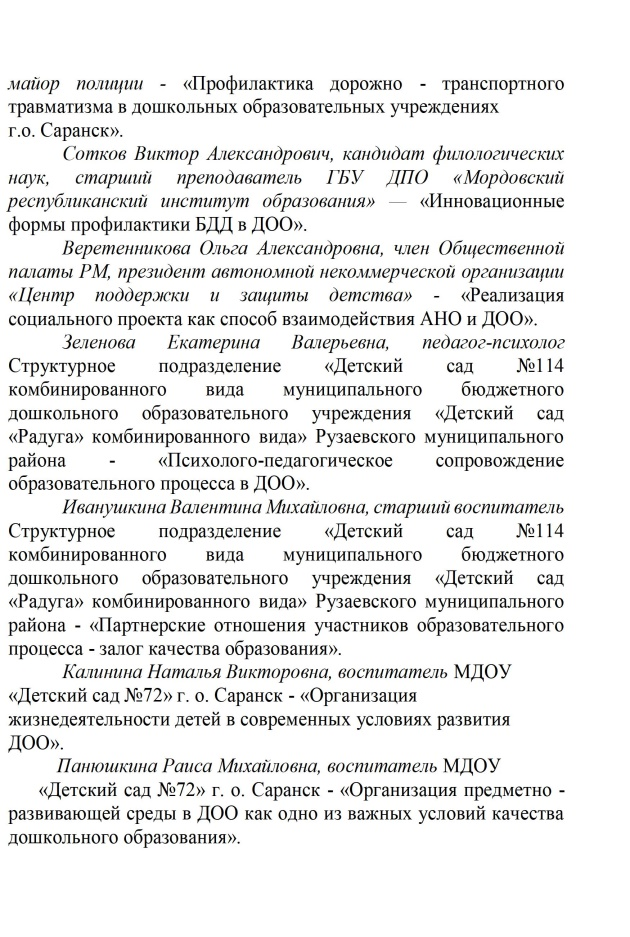 майор полиции - «Профилактика дорожно - транспортного
травматизма в дошкольных образовательных учреждениях
г.о. Саранск».
Сотков Виктор Александрович, кандидат филологических
наук, старший преподаватель ГБУ ДПО «Мордовский
республиканский институт образования» — «Инновационные
формы профилактики БДД в ДОО».
Веретенникова Ольга Александровна, член Общественной
палаты РМ, президент автономной некоммерческой организации
«Центр поддержки и защиты детства» - «Реализация
социального проекта как способ взаимодействия АНО и ДОО».
Зеленова Екатерина Валерьевна, педагог-психолог
Структурное подразделение «Детский сад №114
комбинированного вида муниципального бюджетного
дошкольного образовательного учреждения «Детский сад
«Радуга» комбинированного вида» Рузаевского муниципального
района - «Психолого-педагогическое сопровождение
образовательного процесса в ДОО».
Иванушкина Валентина Михайловна, старший воспитатель
Структурное подразделение «Детский сад №114
комбинированного вида муниципального бюджетного
дошкольного образовательного учреждения «Детский сад
«Радуга» комбинированного вида» Рузаевского муниципального
района - «Партнерские отношения участников образовательного
процесса - залог качества образования».
Калинина Наталья Викторовна, воспитатель МДОУ
«Детский сад №72» г. о. Саранск - «Организация
жизнедеятельности детей в современных условиях развития
ДОО».
Панюшкина Раиса Михайловна, воспитатель МДОУ
«Детский сад №72» г. о. Саранск - «Организация предметно -
развивающей среды в ДОО как одно из важных условий качества
дошкольного образования».